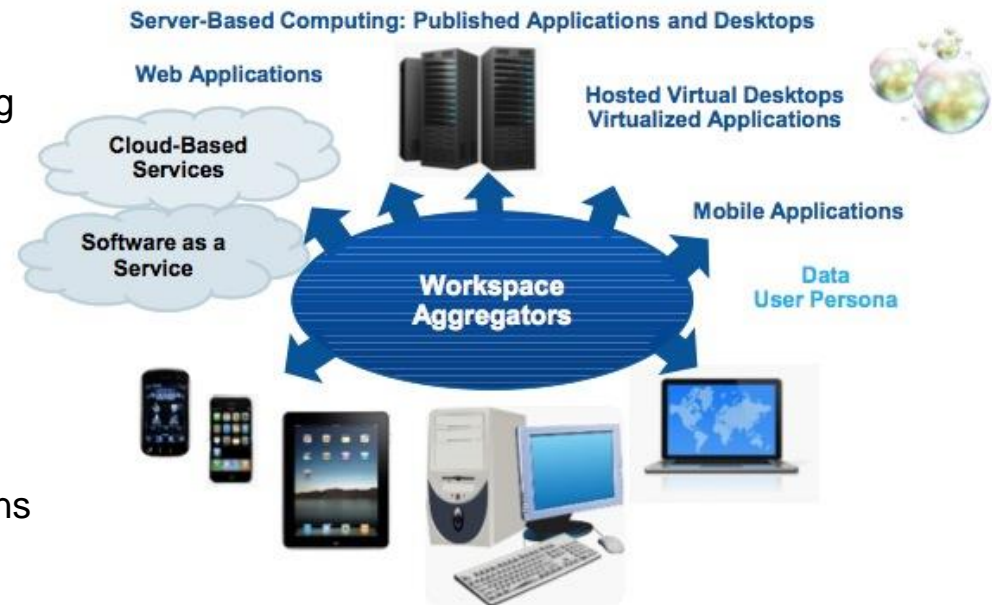 Server-Based Computing: Published Applications and Desktops
Web Applications
g
Hosted Virtual Desktops
Virtualized Applications
Cloud-Based
Services
Mobile Applications
Software as a
Service
Data
User Persona
Workspace
Aggregators
ns